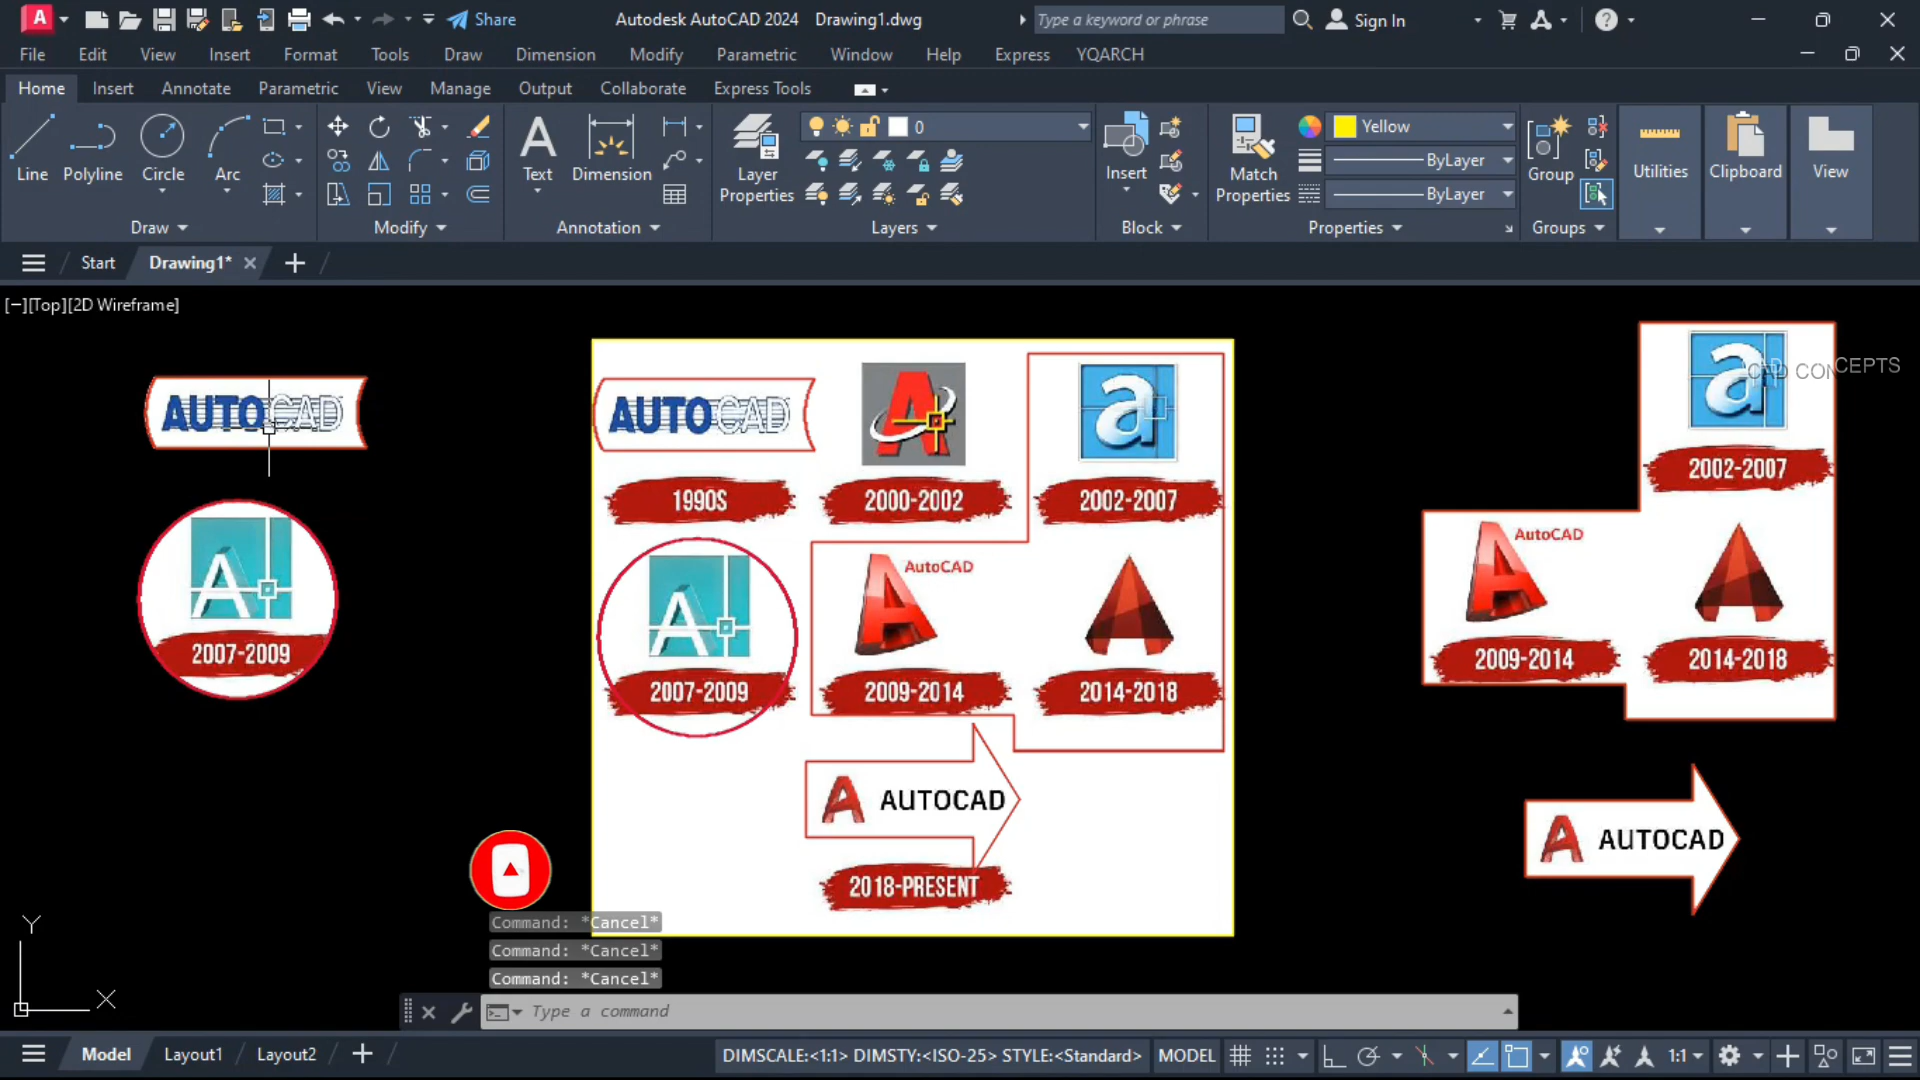 Share
Autodesk AutoCAD 2024 Drawing1.dwg
Type a keyword or phrase
Sign In
File Edit View Insert Format Tools Draw Dimension Modify Parametric Window Help Express YQARCH
Home Insert Annotate Parametric View Manage Output Collaborate Express Tools
Line Polyline Circle Arc
Draw
Modify
Text Dimension
Annotation
Layer
Properties
0
Layers
Insert
Block
Match
Properties
Yellow
ByLayer
ByLayer
Properties
Group
Groups
Utilities
Clipboard
View
Start Drawing1*
[−][Top][2D Wireframe]
AUTOCAD
2007-2009
AUTOCAD
1990S
2000-2002
a
2002-2007
A
2007-2009
AutoCAD
2009-2014
2014-2018
AUTOCAD
2018-PRESENT
CAD CONCEPTS
2002-2007
AutoCAD
2009-2014
2014-2018
AUTOCAD
Command: *Cancel*
Command: *Cancel*
Command: *Cancel*
Type a command
Y
X
Model Layout1 Layout2
DIMSCALE:<1:1> DIMSTY:<ISO-25> STYLE:<Standard> MODEL
1:1